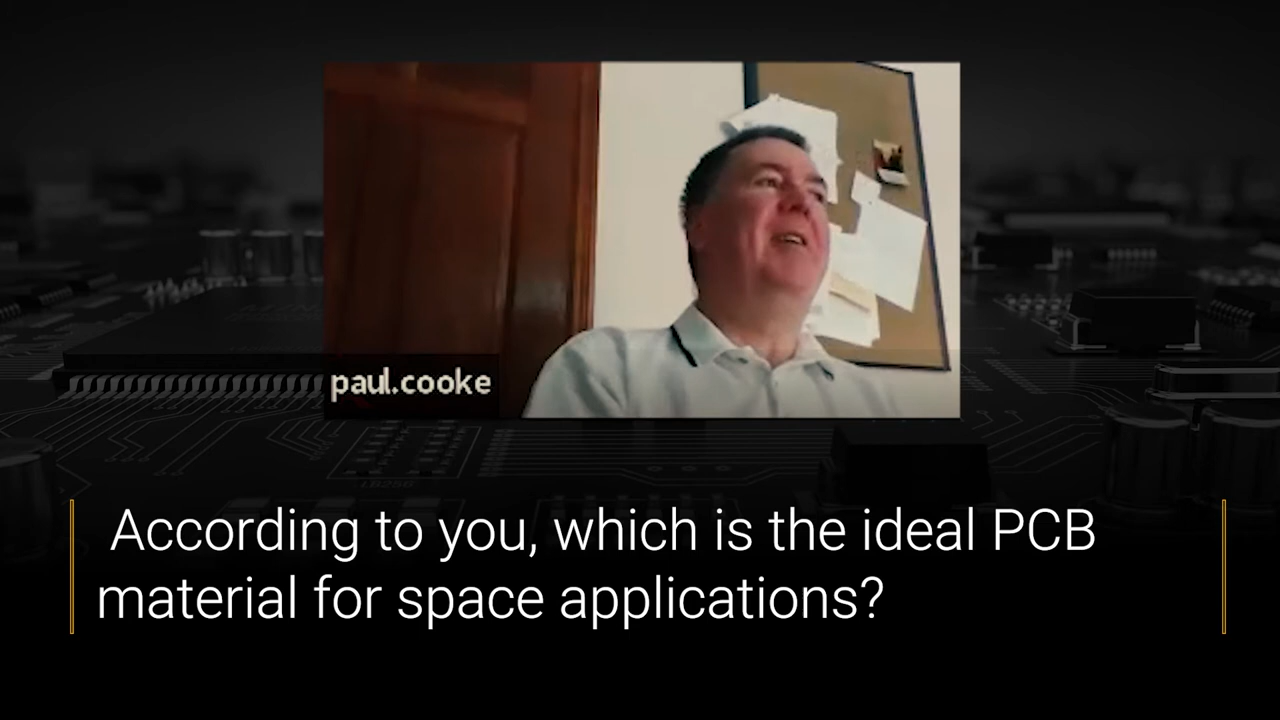 paul.cooke
According to you, which is the ideal PCB
material for space applications?